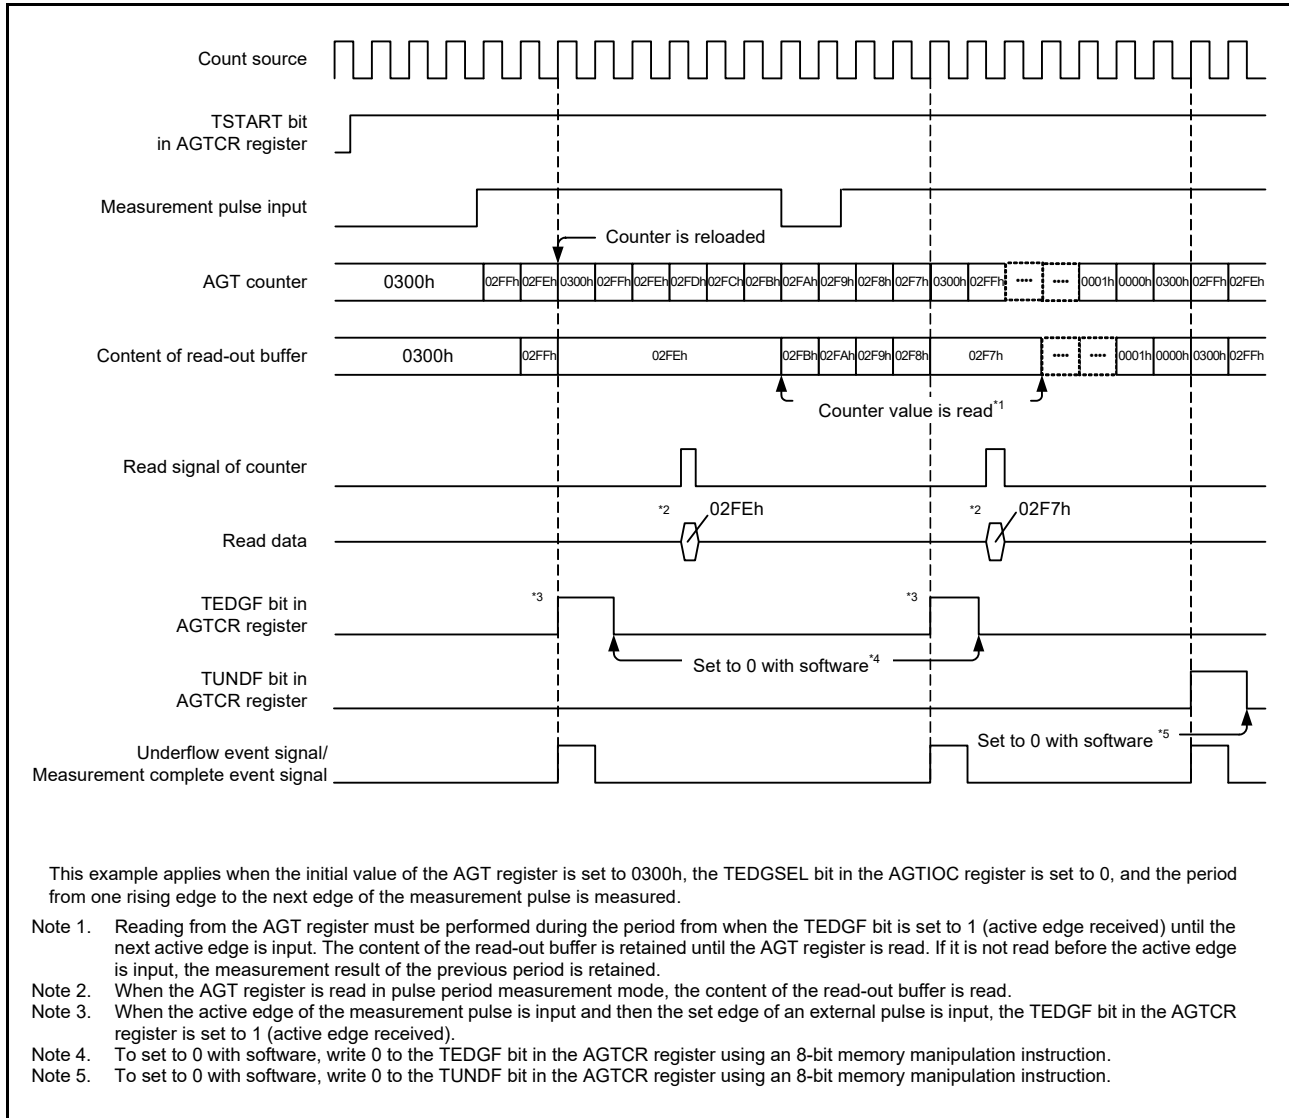 Count source
TSTART bit
in AGTCR register
Measurement pulse input
Counter is reloaded
AGT counter
0300h 02FFh 02FEh 0300h 02FFh 02FEh 02FDh 02FCh 02FBh 02FAh 02F9h 02F8h 02F7h 0300h 02FFh •••• •••• 0001h 0000h 0300h 02FFh 02FEh
Content of read-out buffer
0300h 02FFh 02FEh 02FBh 02FAh 02F9h 02F8h 02F7h •••• •••• 0001h 0000h 0300h 02FFh
Counter value is read*1
Read signal of counter
*2 02FEh *2 02F7h
Read data
TEDGF bit in
AGTCR register
*3 *3
Set to 0 with software*4
TUNDF bit in
AGTCR register
Set to 0 with software *5
Underflow event signal/
Measurement complete event signal
This example applies when the initial value of the AGT register is set to 0300h, the TEDGSEL bit in the AGTIOC register is set to 0, and the period
from one rising edge to the next edge of the measurement pulse is measured.
Note 1. Reading from the AGT register must be performed during the period from when the TEDGF bit is set to 1 (active edge received) until the
next active edge is input. The content of the read-out buffer is retained until the AGT register is read. If it is not read before the active edge
is input, the measurement result of the previous period is retained.
Note 2. When the AGT register is read in pulse period measurement mode, the content of the read-out buffer is read.
Note 3. When the active edge of the measurement pulse is input and then the set edge of an external pulse is input, the TEDGF bit in the AGTCR
register is set to 1 (active edge received).
Note 4. To set to 0 with software, write 0 to the TEDGF bit in the AGTCR register using an 8-bit memory manipulation instruction.
Note 5. To set to 0 with software, write 0 to the TUNDF bit in the AGTCR register using an 8-bit memory manipulation instruction.